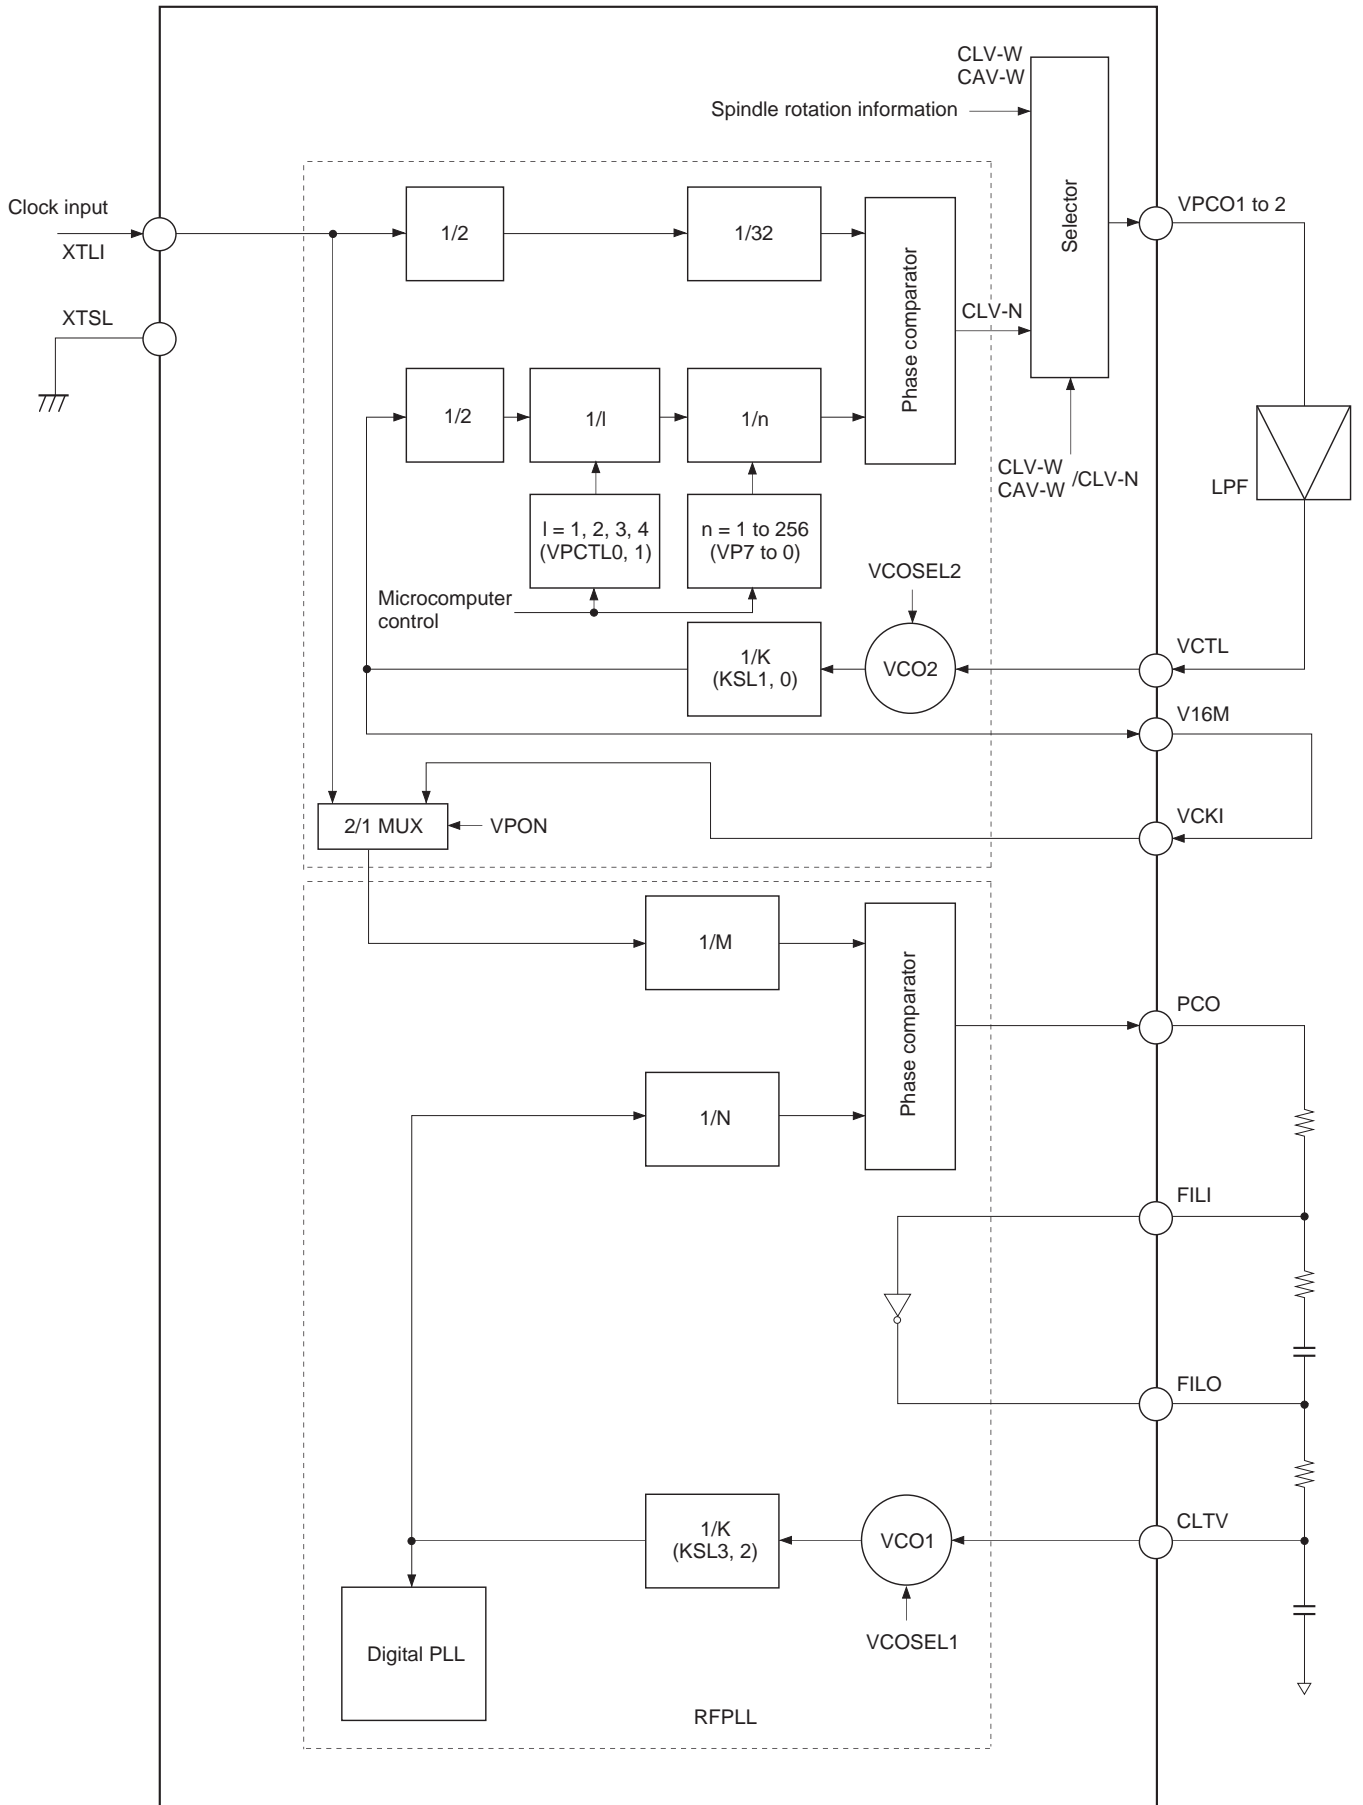 CLV-W
CAV-W
Spindle rotation information
Selector
Clock input
XTLI
1/2
1/32
VPCO1 to 2
XTSL
Phase comparator
CLV-N
1/2
1/l
1/n
CLV-W
CAV-W
/CLV-N
LPF
l = 1, 2, 3, 4
(VPCTL0, 1)
n = 1 to 256
(VP7 to 0)
VCOSEL2
Microcomputer
control
1/K
(KSL1, 0)
VCO2
VCTL
V16M
2/1 MUX
VPON
VCKI
1/M
Phase comparator
PCO
1/N
FILI
FILO
1/K
(KSL3, 2)
VCO1
CLTV
VCOSEL1
Digital PLL
RFPLL